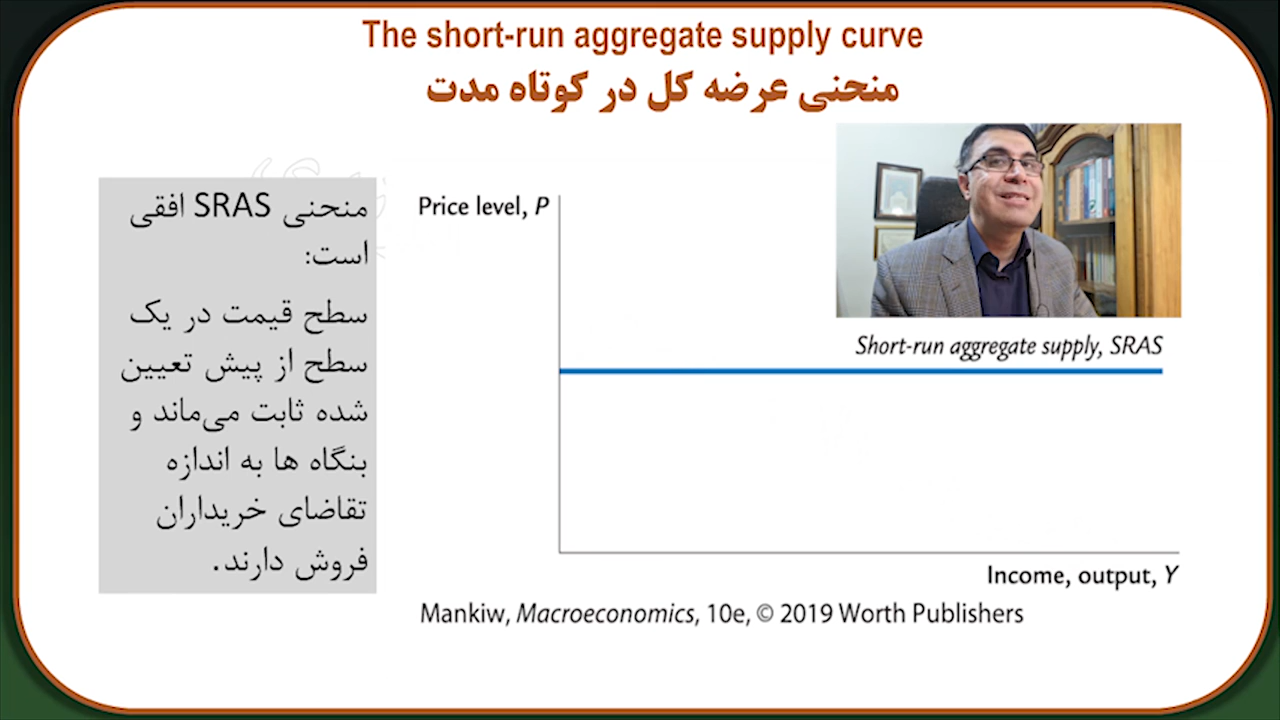 The short-run aggregate supply curve
منحنی عرضه کل در کوتاه مدت
منحنی SRAS افقی
است:
سطح قیمت در یک
سطح از پیش تعیین
شده ثابت می‌ماند و
بنگاه ها به اندازه
تقاضای خریداران
فروش دارند.
Price level, P
Short-run aggregate supply, SRAS
Income, output, Y
Mankiw, Macroeconomics, 10e, © 2019 Worth Publishers